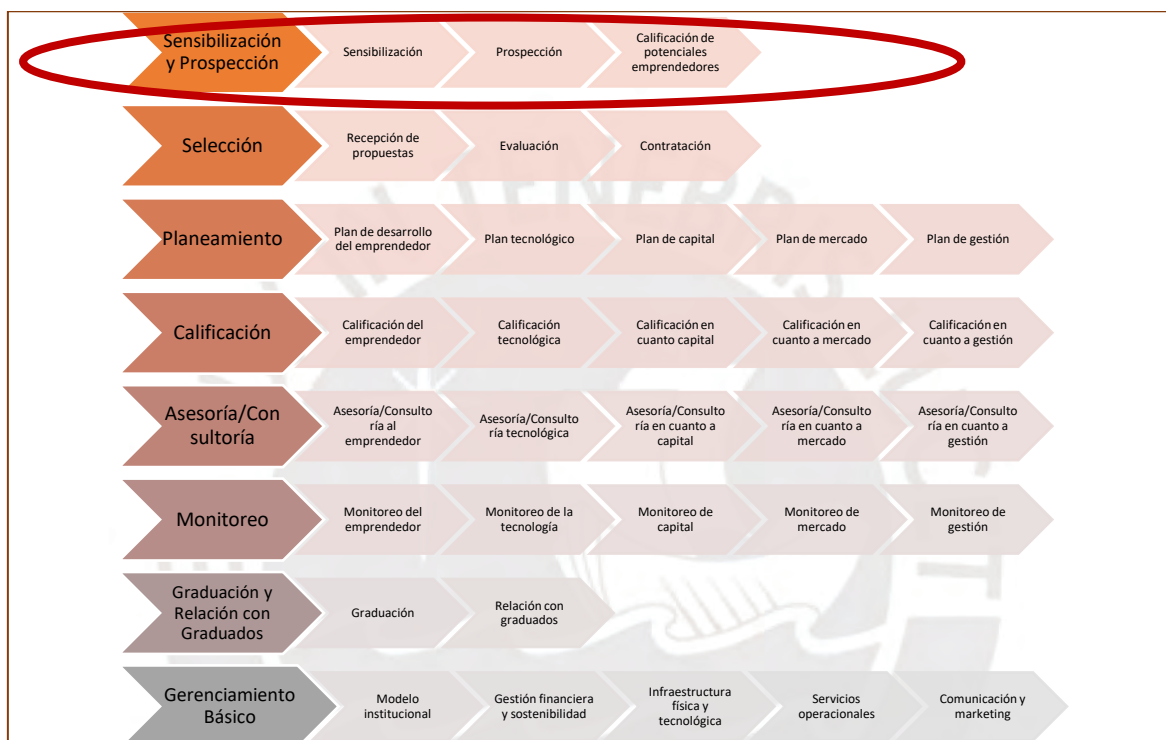 Sensibilización
y Prospección
Sensibilización
Prospección
Calificación de
potenciales
emprendedores
Selección
Recepción de
propuestas
Evaluación
Contratación
Planeamiento
Plan de desarrollo
del emprendedor
Plan tecnológico
Plan de capital
Plan de mercado
Plan de gestión
Calificación
Calificación del
emprendedor
Calificación
tecnológica
Calificación en
cuanto capital
Calificación en
cuanto a mercado
Calificación en
cuanto a gestión
Asesoría/Con
sultoría
Asesoría/Consulto
ría al
emprendedor
Asesoría/Consulto
ría tecnológica
Asesoría/Consulto
ría en cuanto a
capital
Asesoría/Consulto
ría en cuanto a
mercado
Asesoría/Consulto
ría en cuanto a
gestión
Monitoreo
Monitoreo del
emprendedor
Monitoreo de la
tecnología
Monitoreo de
capital
Monitoreo de
mercado
Monitoreo de
gestión
Graduación y
Relación con
Graduados
Graduación
Relación con
graduados
Gerenciamiento
Básico
Modelo
institucional
Gestión financiera
y sostenibilidad
Infraestructura
física y
tecnológica
Servicios
operacionales
Comunicación y
marketing